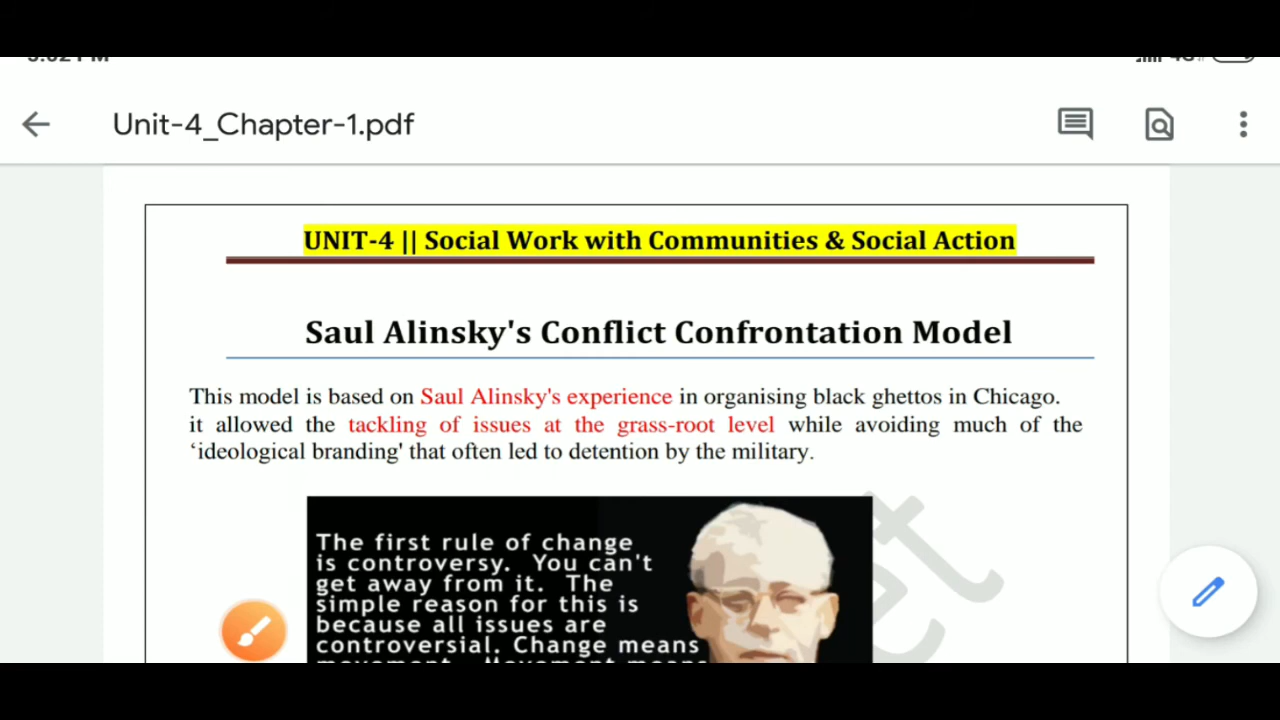 Unit-4_Chapter-1.pdf
UNIT-4 || Social Work with Communities & Social Action
Saul Alinsky's Conflict Confrontation Model
This model is based on Saul Alinsky's experience in organising black ghettos in Chicago.
it allowed the tackling of issues at the grass-root level while avoiding much of the
‘ideological branding' that often led to detention by the military.
The first rule of change
is controversy. You can't
get away from it. The
simple reason for this is
because all issues are
controversial. Change means
movement. Movement means